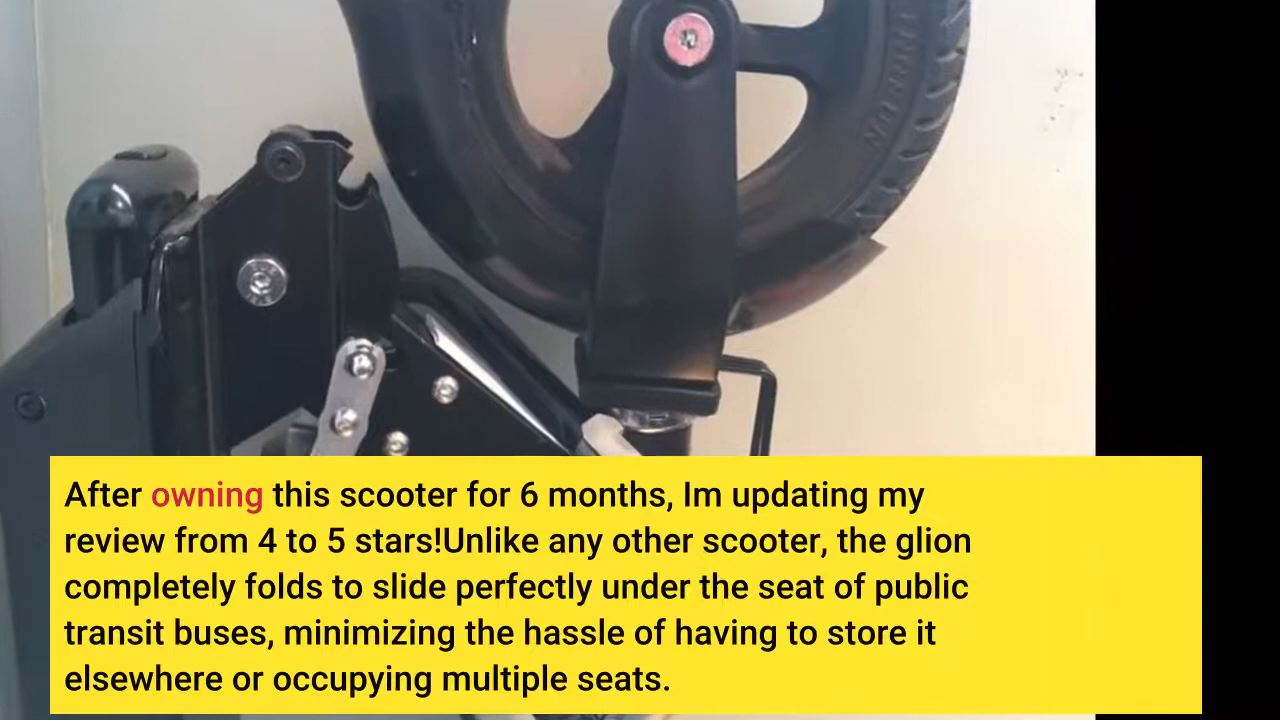 After owning this scooter for 6 months, Im updating my
review from 4 to 5 stars!Unlike any other scooter, the glion
completely folds to slide perfectly under the seat of public
transit buses, minimizing the hassle of having to store it
elsewhere or occupying multiple seats.